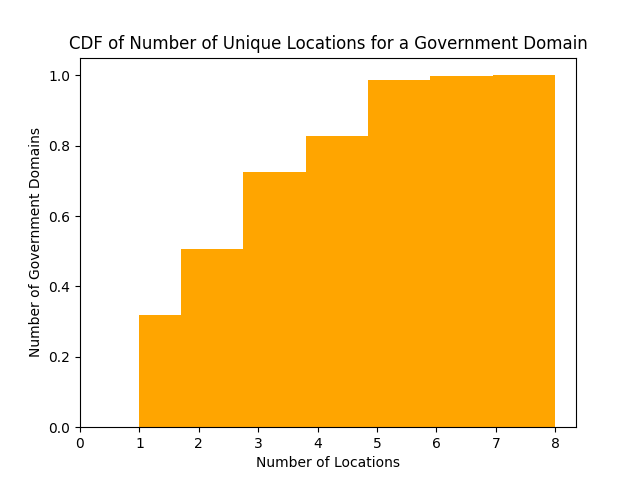 CDF of Number of Unique Locations for a Government Domain
1.0
0.8
0.6
0.4
0.2
0.0
Number of Government Domains
0 1 2 3 4 5 6 7 8
Number of Locations